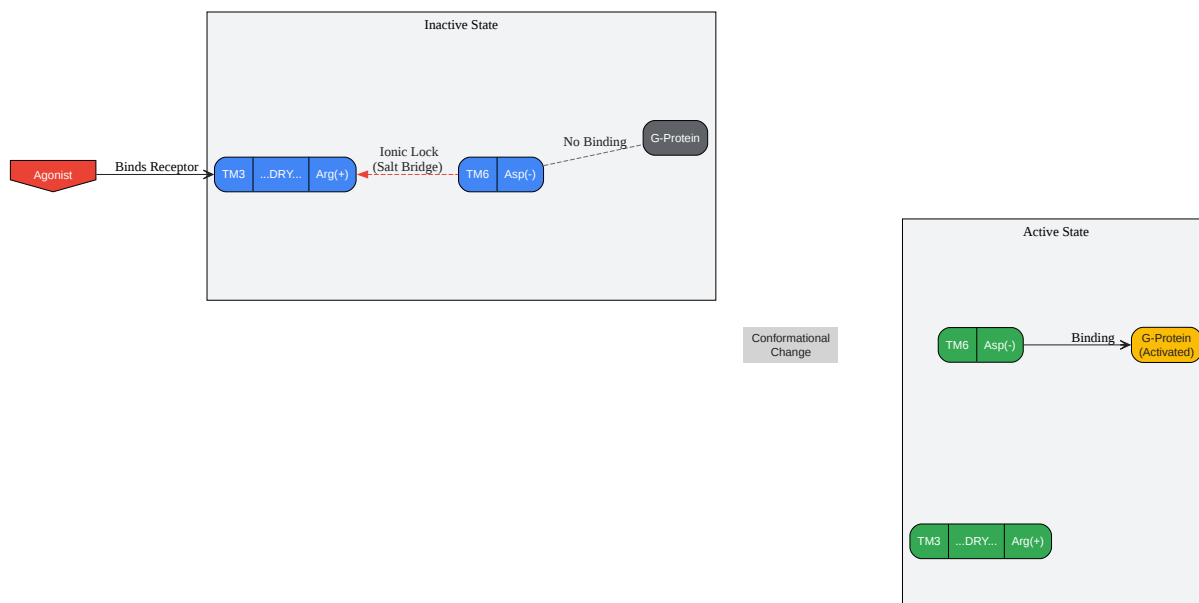 Inactive State
Agonist
Binds Receptor
TM3
...DRY...
Arg(+)
Ionic Lock
(Salt Bridge)
TM6
Asp(-)
No Binding
G-Protein
Active State
Conformational
Change
TM6
Asp(-)
Binding
G-Protein
(Activated)
TM3
...DRY...
Arg(+)